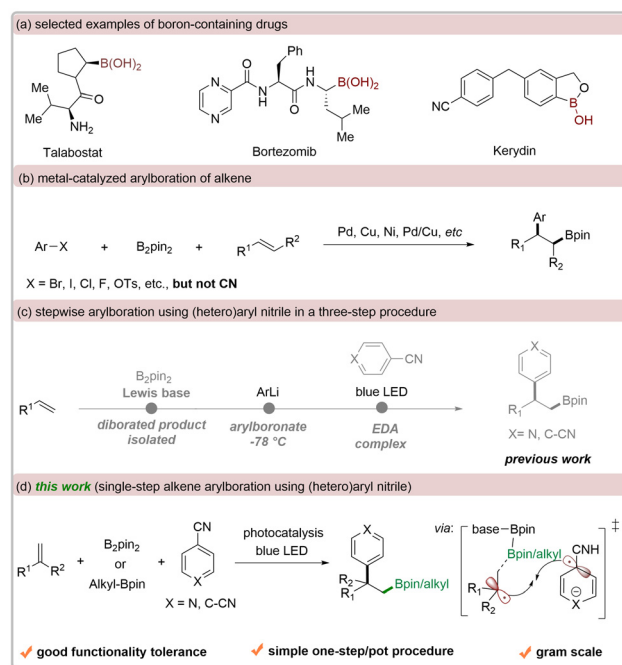 (a) selected examples of boron-containing drugs
Ph
B(OH)₂
O
Me
Me
NH₂
N
N
O
N
H
O
H
N
B(OH)₂
Me
Me
NC
O
B
OH
Talabostat
Bortezomib
Kerydin
(b) metal-catalyzed arylboration of alkene
Ar–X + B₂pin₂ + R¹ R² Pd, Cu, Ni, Pd/Cu, etc Ar R₁ Bpin R₂
X = Br, I, Cl, F, OTs, etc., but not CN
(c) stepwise arylboration using (hetero)aryl nitrile in a three-step procedure
X CN
B₂pin₂
Lewis base
ArLi
blue LED
R¹
diborated product
isolated
arylboronate
-78 °C
EDA
complex
X
R₁ Bpin
X= N, C-CN
previous work
(d) this work (single-step alkene arylboration using (hetero)aryl nitrile)
R¹ R² + B₂pin₂
or
Alkyl-Bpin
+
CN
X
X = N, C-CN
photocatalysis
blue LED
X
R₂
R₁
Bpin/alkyl
via:
base–Bpin
Bpin/alkyl
CNH
R₁
R₂
X
⊖
‡
✓ good functionality tolerance ✓ simple one-step/pot procedure ✓ gram scale